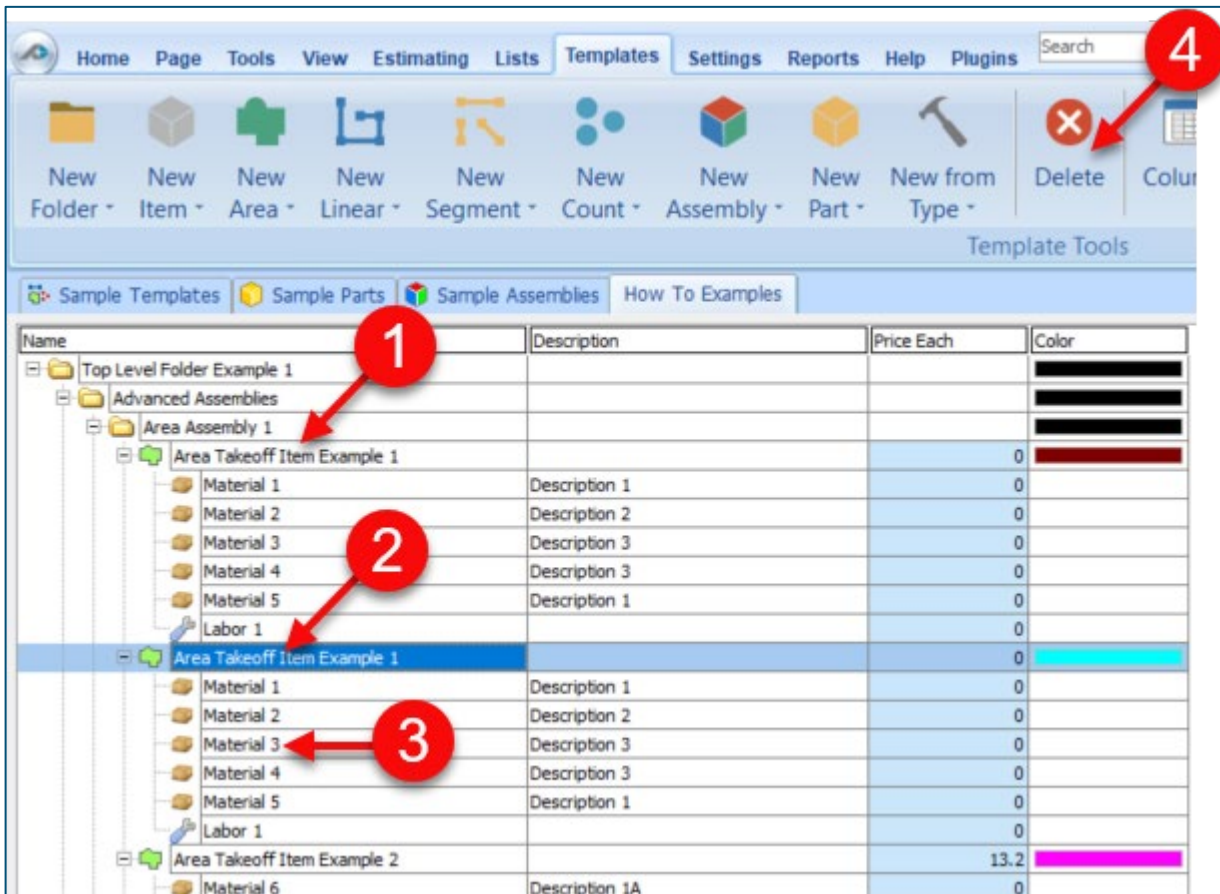 Home Page Tools View Estimating Lists Templates Settings Reports Help Plugins Search
4
New Folder
New Item
New Area
New Linear
New Segment
New Count
New Assembly
New Part
New from Type
Delete
Template Tools
Sample Templates Sample Parts Sample Assemblies How To Examples
1
Name Description Price Each Color
Top Level Folder Example 1
Advanced Assemblies
Area Assembly 1
Area Takeoff Item Example 1 0
Material 1 Description 1 0
Material 2 Description 2 0
Material 3 Description 3 0
2
Material 4 Description 3 0
Material 5 Description 1 0
Labor 1 0
Area Takeoff Item Example 1 0
Material 1 Description 1 0
Material 2 Description 2 0
Material 3 3 Description 3 0
Material 4 Description 3 0
Material 5 Description 1 0
Labor 1 0
Area Takeoff Item Example 2 13.2
Material 6 Description 1A 0